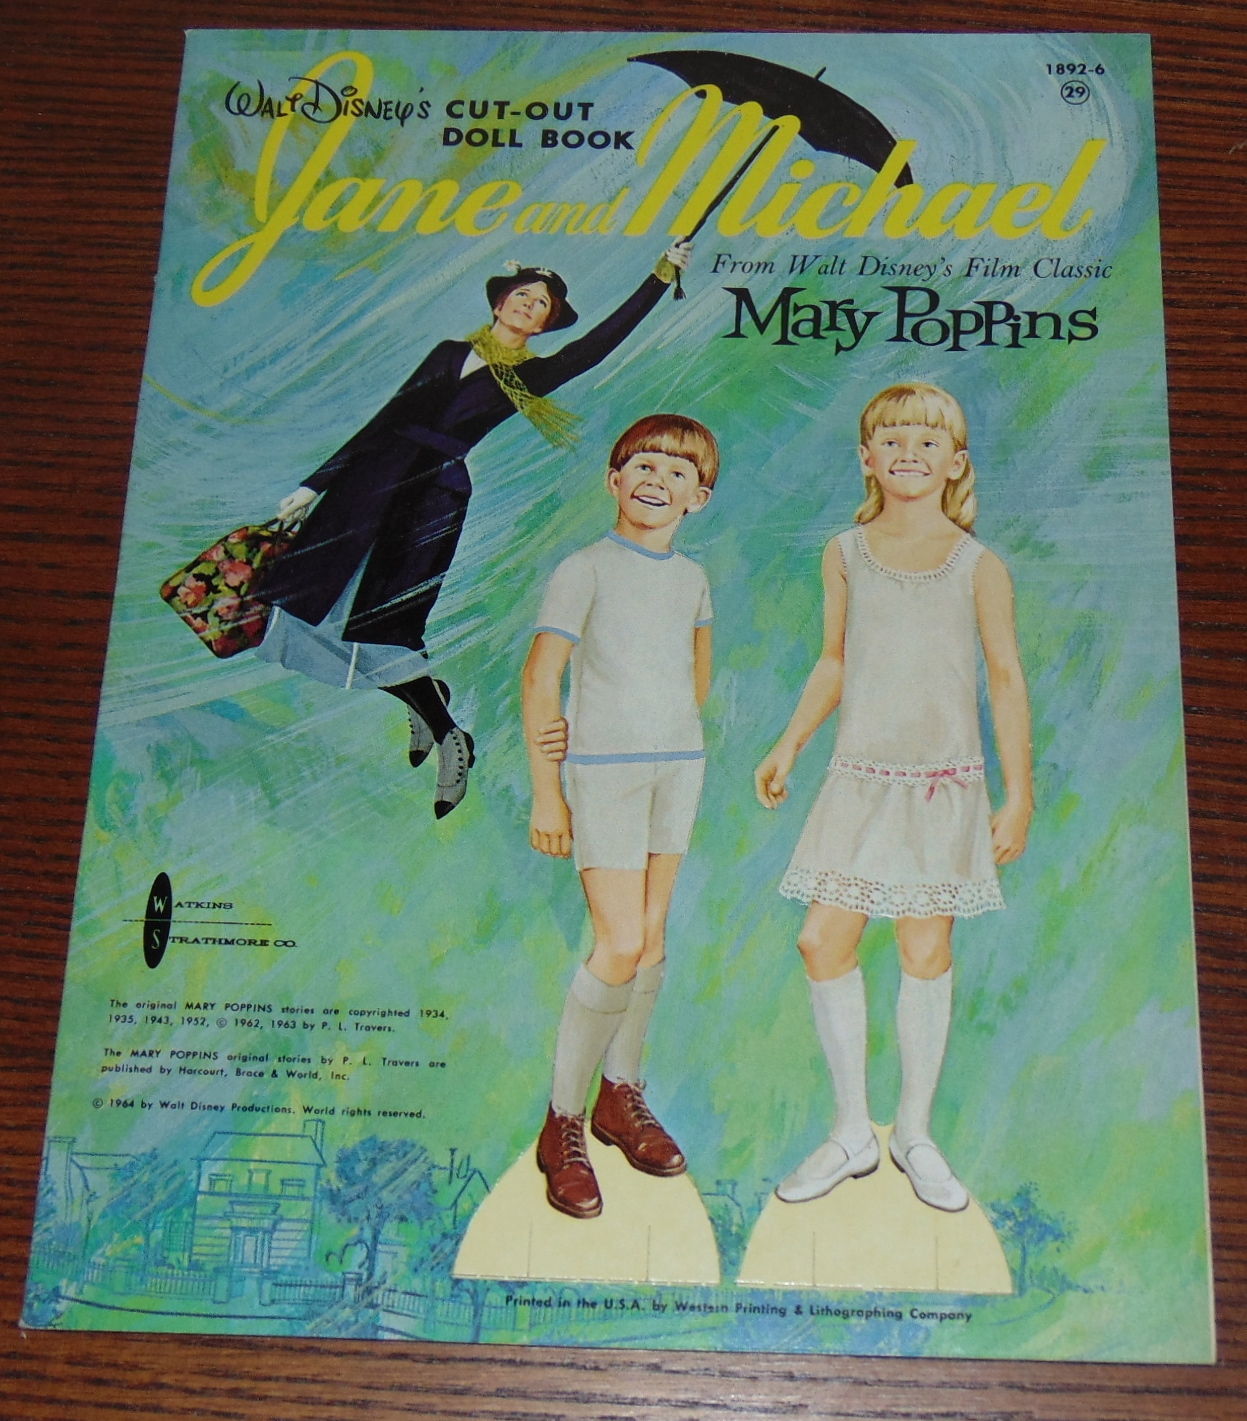 WALT DISNEY'S CUT-OUT
DOLL BOOK
1892-6
29
Jane and Michael
From Walt Disney's Film Classic
Mary Poppins
WATKINS
STRATHMORE CO.
The original MARY POPPINS stories are copyrighted 1934,
1935, 1943, 1952, © 1962, 1963 by P. L. Travers.
The MARY POPPINS original stories by P. L. Travers are
published by Harcourt, Brace & World, Inc.
© 1964 by Walt Disney Productions. World rights reserved.
Printed in the U.S.A. by Western Printing & Lithographing Company